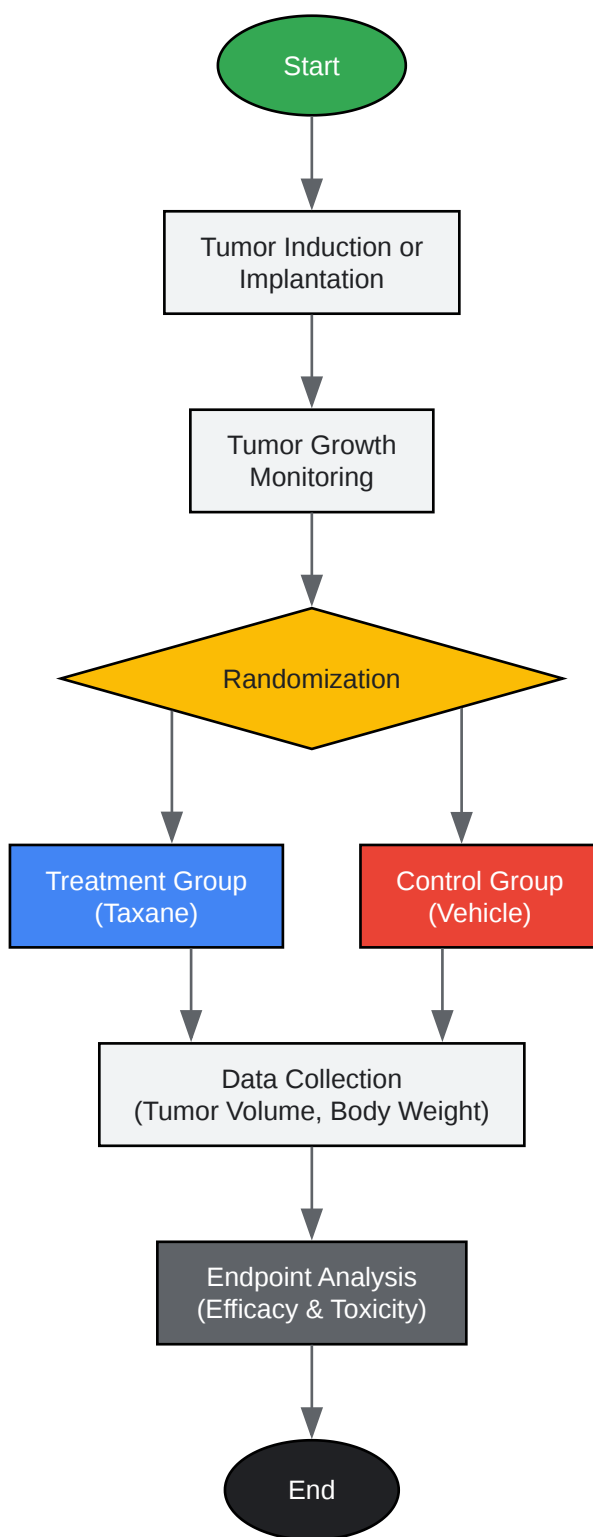 Start
Tumor Induction or
Implantation
Tumor Growth
Monitoring
Randomization
Treatment Group
(Taxane)
Control Group
(Vehicle)
Data Collection
(Tumor Volume, Body Weight)
Endpoint Analysis
(Efficacy & Toxicity)
End